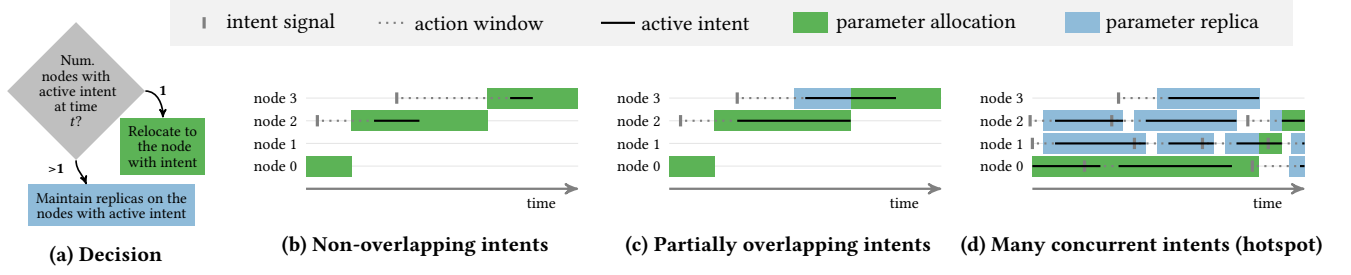 intent signal
action window
active intent
parameter allocation
parameter replica
Num.
nodes with
active intent
at time
t?
1
Relocate to
the node
with intent
>1
Maintain replicas on the
nodes with active intent
(a) Decision
node 3
node 2
node 1
node 0
time
(b) Non-overlapping intents
node 3
node 2
node 1
node 0
time
(c) Partially overlapping intents
node 3
node 2
node 1
node 0
time
(d) Many concurrent intents (hotspot)